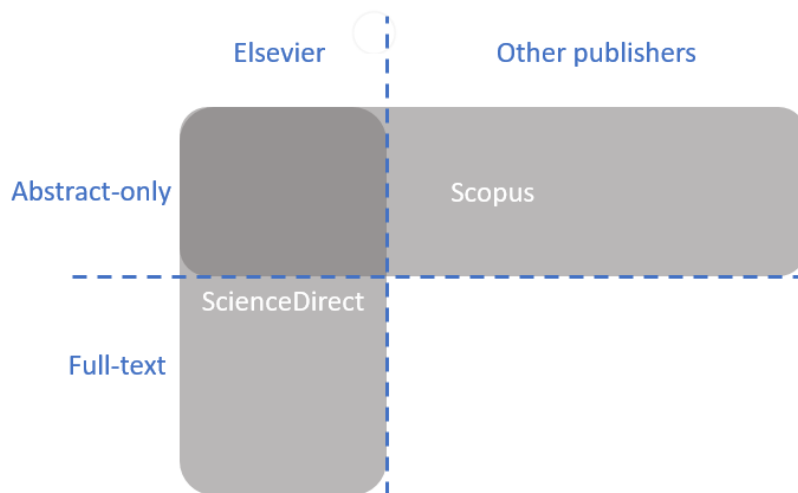 Elsevier
Other publishers
Abstract-only
Scopus
ScienceDirect
Full-text